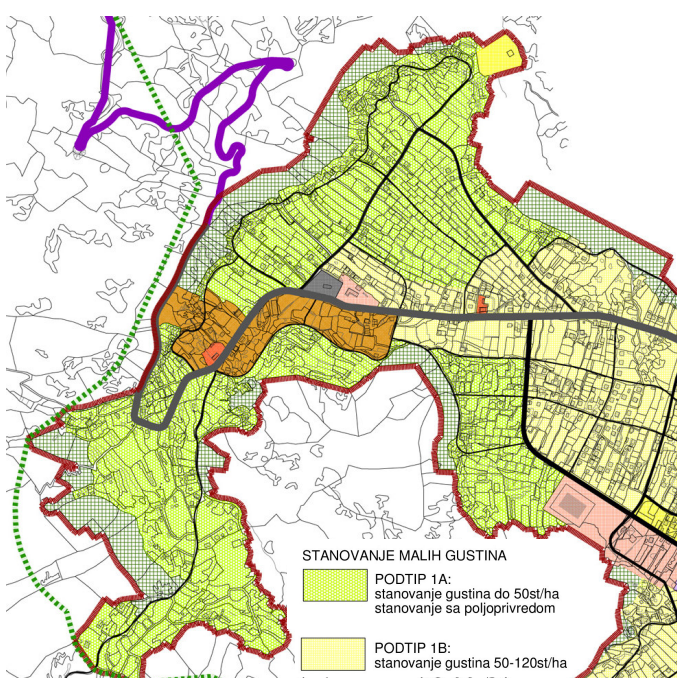 STANOVANJE MALIH GUSTINA
PODTIP 1A:
stanovanje gustina do 50st/ha
stanovanje sa poljoprivredom
PODTIP 1B:
stanovanje gustina 50-120st/ha